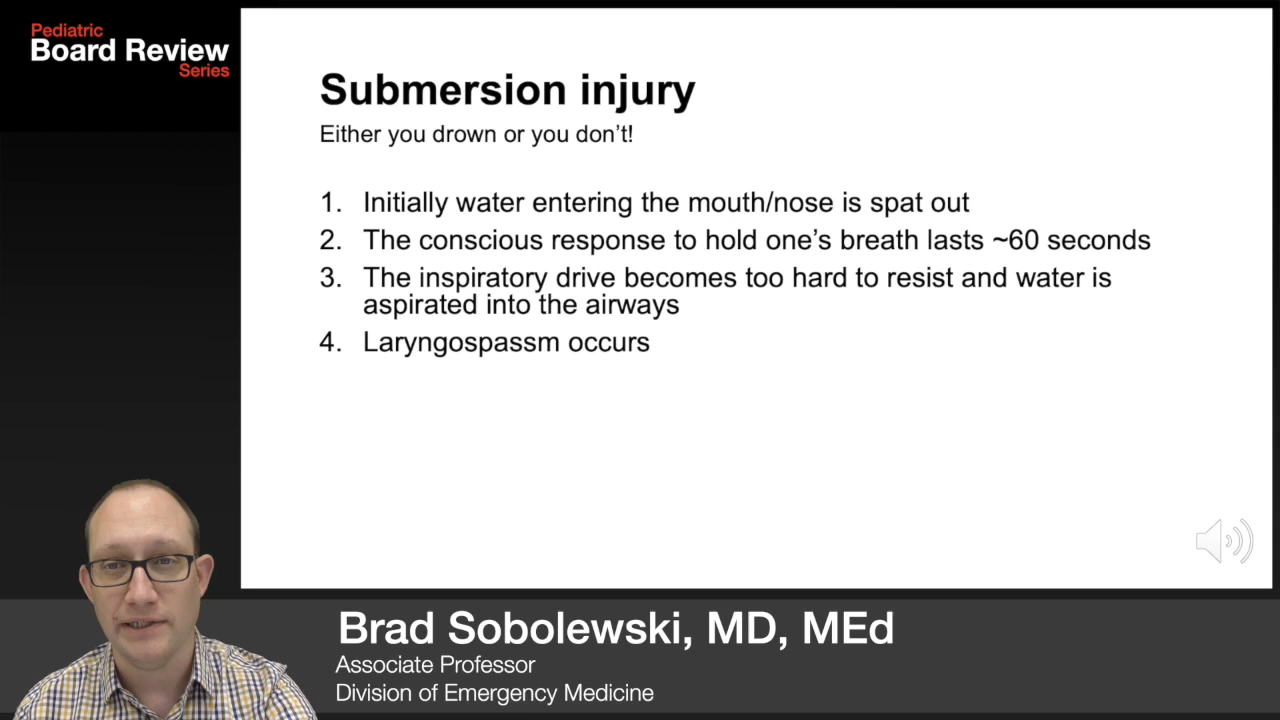 Pediatric
Board Review
Series
Submersion injury
Either you drown or you don't!
1. Initially water entering the mouth/nose is spat out
2. The conscious response to hold one's breath lasts ~60 seconds
3. The inspiratory drive becomes too hard to resist and water is
aspirated into the airways
4. Laryngospassm occurs
Brad Sobolewski, MD, MEd
Associate Professor
Division of Emergency Medicine